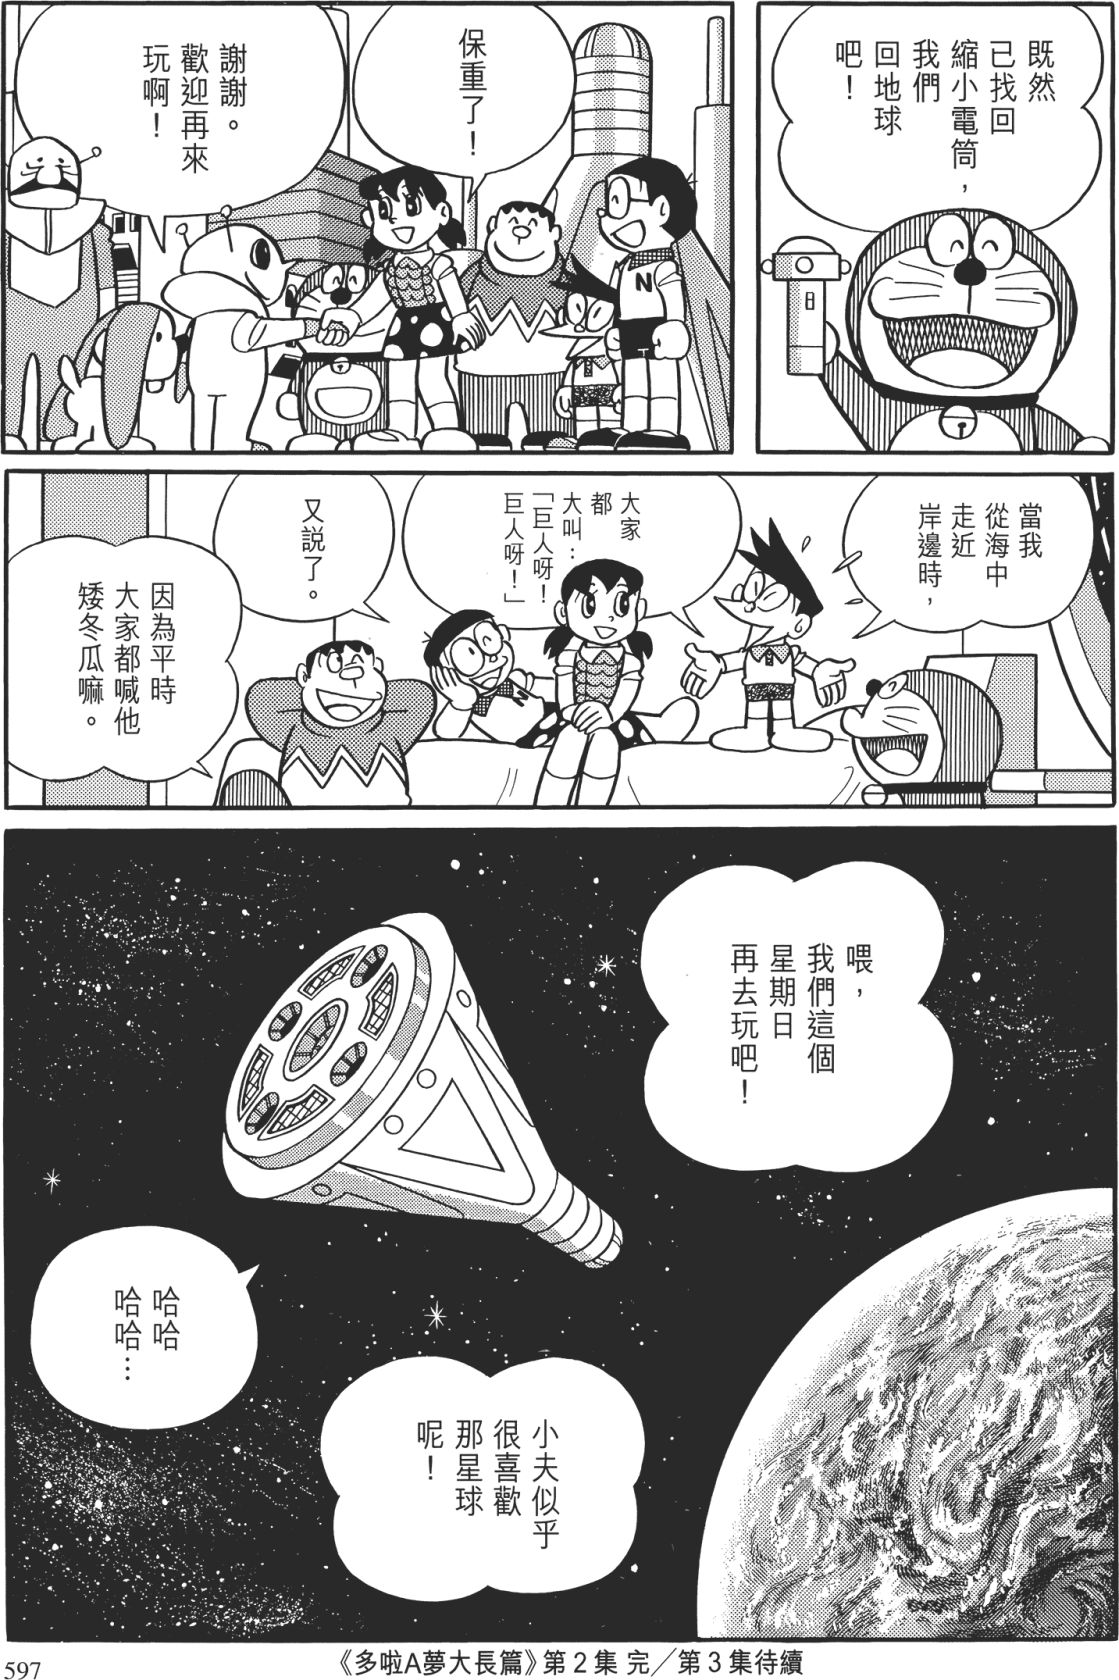 既然
已找回
縮小電筒，
我們
回地球
吧！
保重了！
謝謝。
歡迎再來
玩啊！
N
當我
從海中
走近
岸邊時，
大家
都
大叫：
「巨人呀！
巨人呀！」
又説了。
因為平時
大家都喊他
矮冬瓜嘛。
喂，
我們這個
星期日
再去玩吧！
小夫似乎
很喜歡
那星球
呢！
哈哈
哈哈…
597
《多啦A夢大長篇》第2集 完／第3集待續